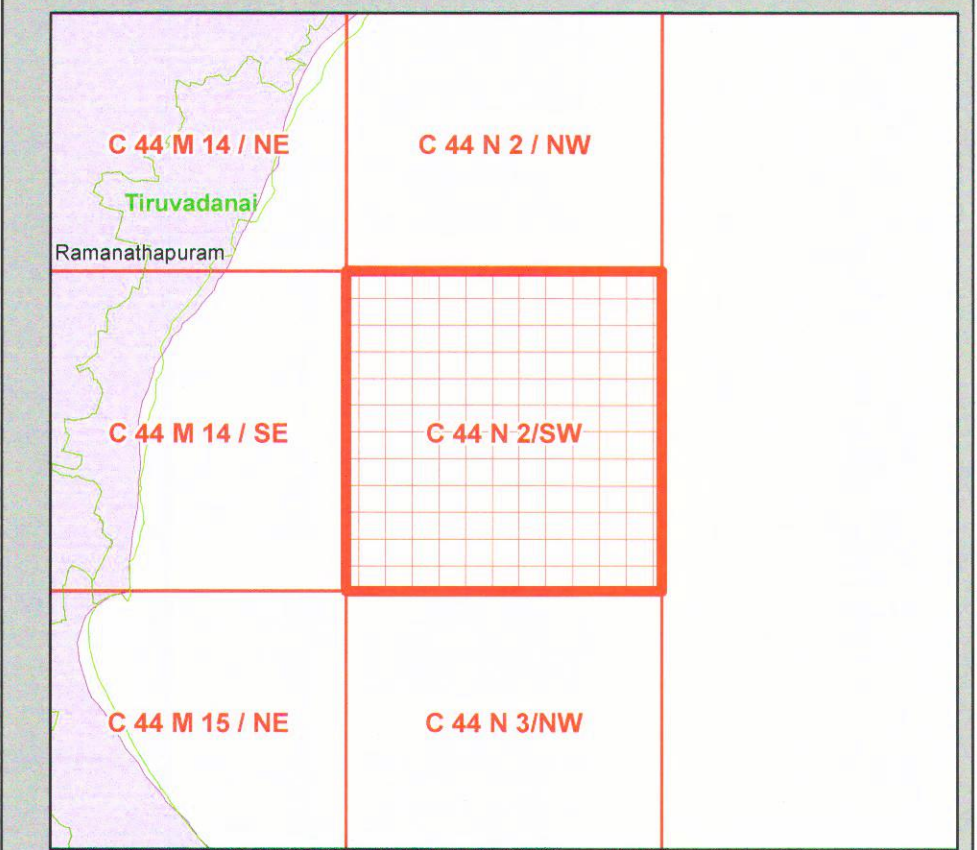 C 44 M 14 / NE
C 44 N 2 / NW
Tiruvadanai
Ramanathapuram
C 44 M 14 / SE
C 44 N 2/SW
C 44 M 15 / NE
C 44 N 3/NW